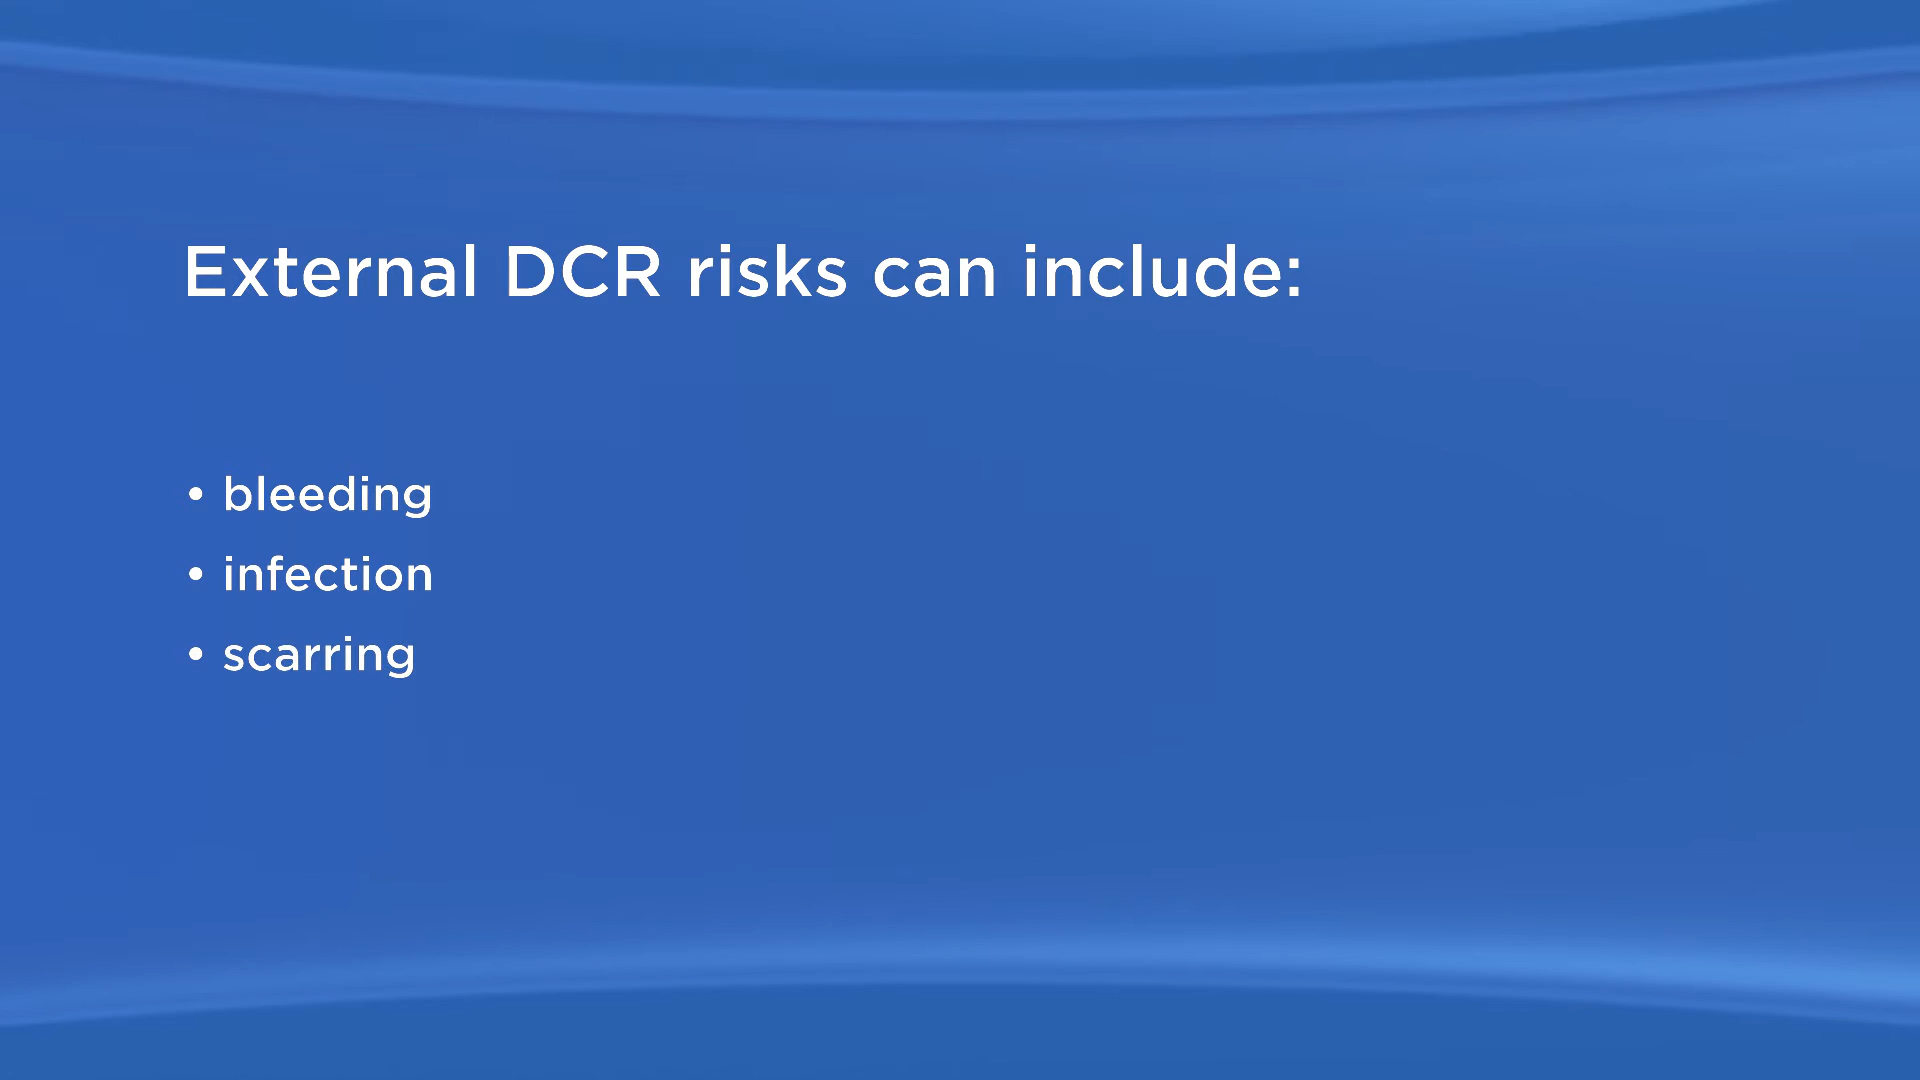 External DCR risks can include:
• bleeding
• infection
• scarring